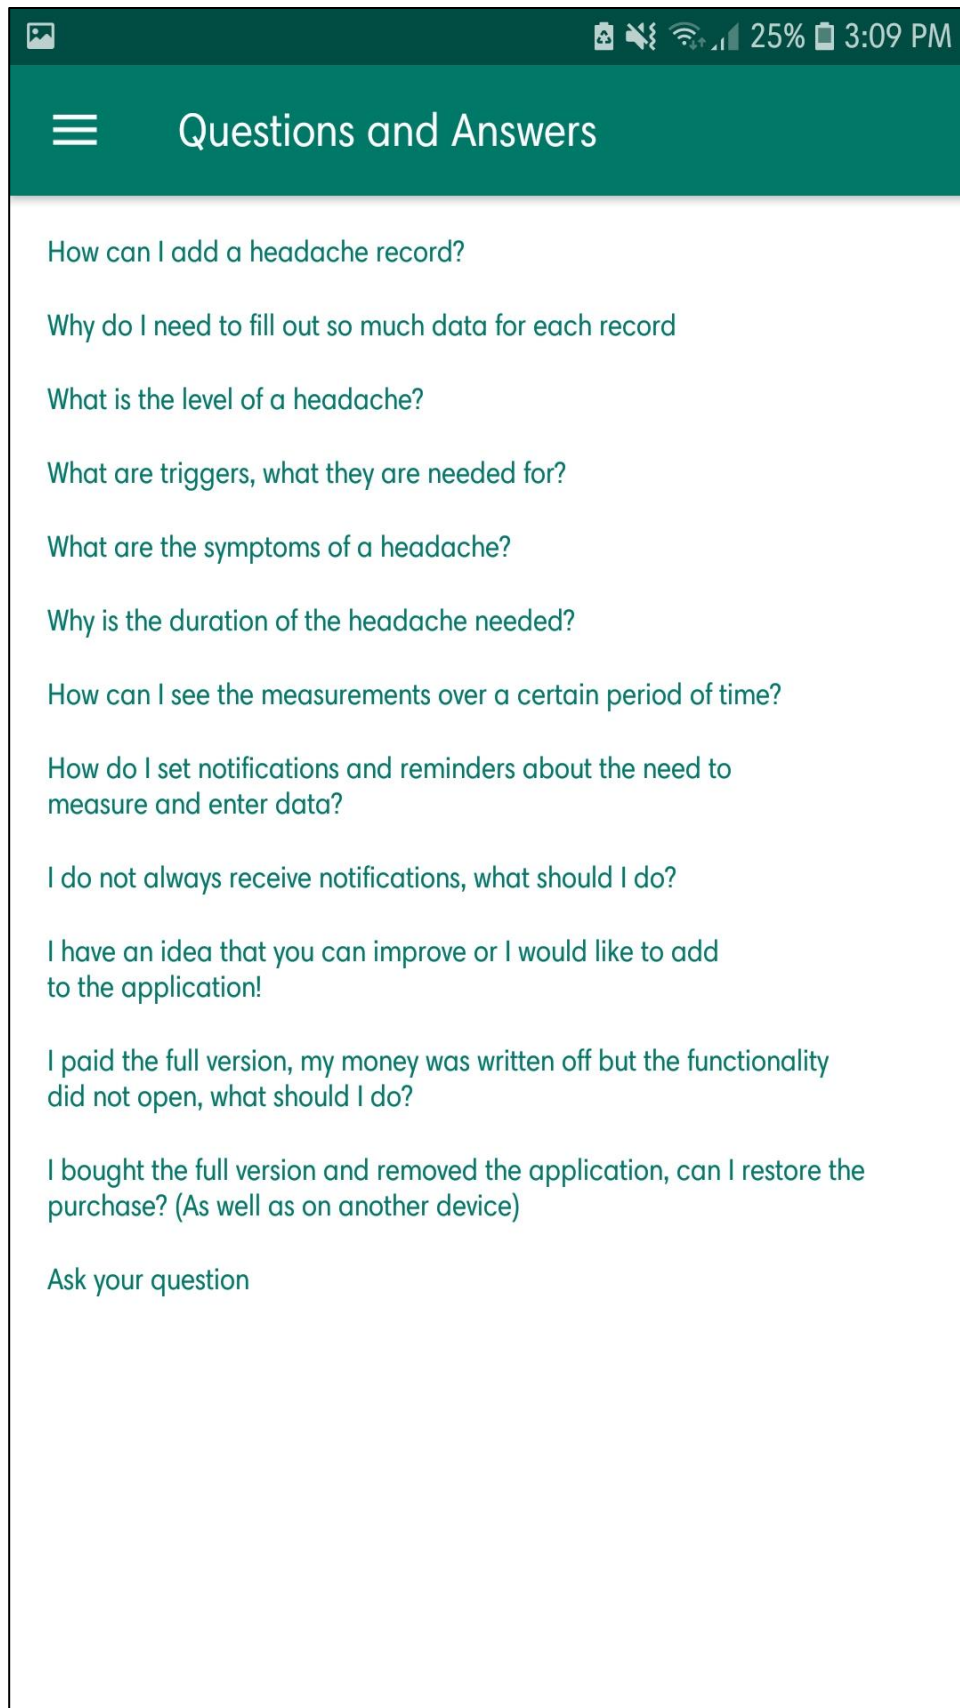 25% 3:09 PM
Questions and Answers
How can I add a headache record?
Why do I need to fill out so much data for each record
What is the level of a headache?
What are triggers, what they are needed for?
What are the symptoms of a headache?
Why is the duration of the headache needed?
How can I see the measurements over a certain period of time?
How do I set notifications and reminders about the need to
measure and enter data?
I do not always receive notifications, what should I do?
I have an idea that you can improve or I would like to add
to the application!
I paid the full version, my money was written off but the functionality
did not open, what should I do?
I bought the full version and removed the application, can I restore the
purchase? (As well as on another device)
Ask your question